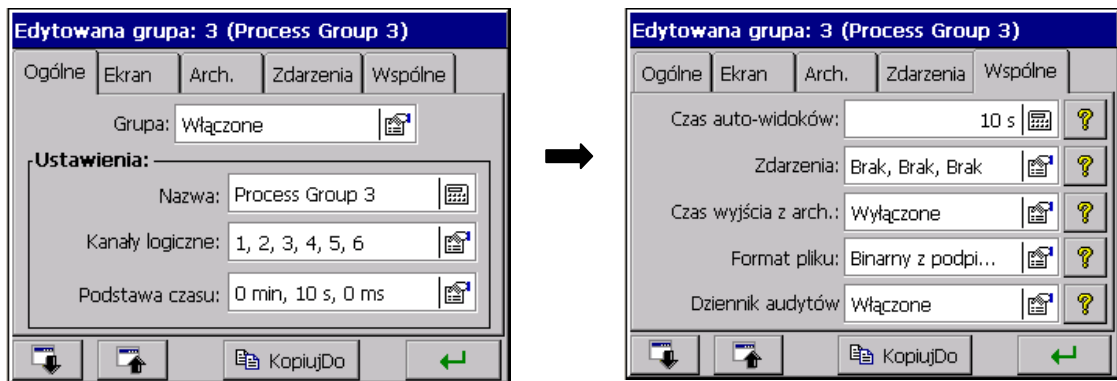 Edytowana grupa: 3 (Process Group 3)
Ogólne Ekran Arch. Zdarzenia Wspólne
Grupa: Włączone
Ustawienia:
Nazwa: Process Group 3
Kanały logiczne: 1, 2, 3, 4, 5, 6
Podstawa czasu: 0 min, 10 s, 0 ms
KopiujDo
Edytowana grupa: 3 (Process Group 3)
Ogólne Ekran Arch. Zdarzenia Wspólne
Czas auto-widoków: 10 s ?
Zdarzenia: Brak, Brak, Brak ?
Czas wyjścia z arch.: Wyłączone ?
Format pliku: Binarny z podpi... ?
Dziennik audytów Włączone ?
KopiujDo